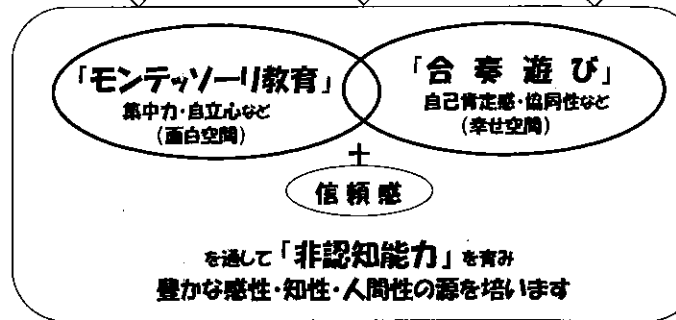 「モンテッソーリ教育」
集中力・自立心など
(面白空間)
「合奏遊び」
自己肯定感・協同性など
(幸せ空間)
+
信頼感
を通して「非認知能力」を育み
豊かな感性・知性・人間性の源を培います